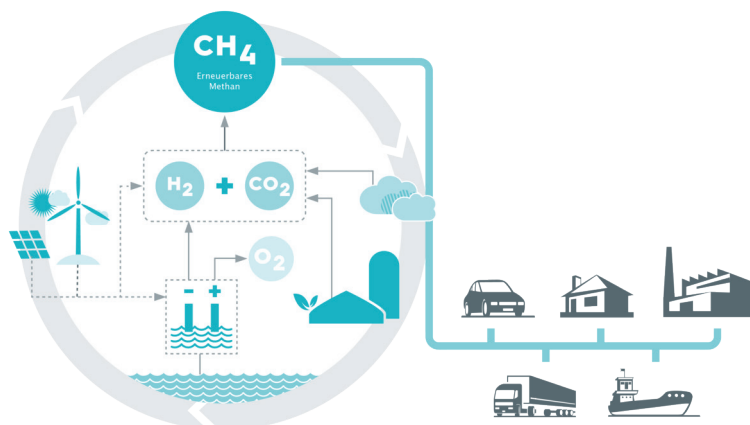 CH4
Erneuerbares
Methan
H2 + CO2
O2
- +